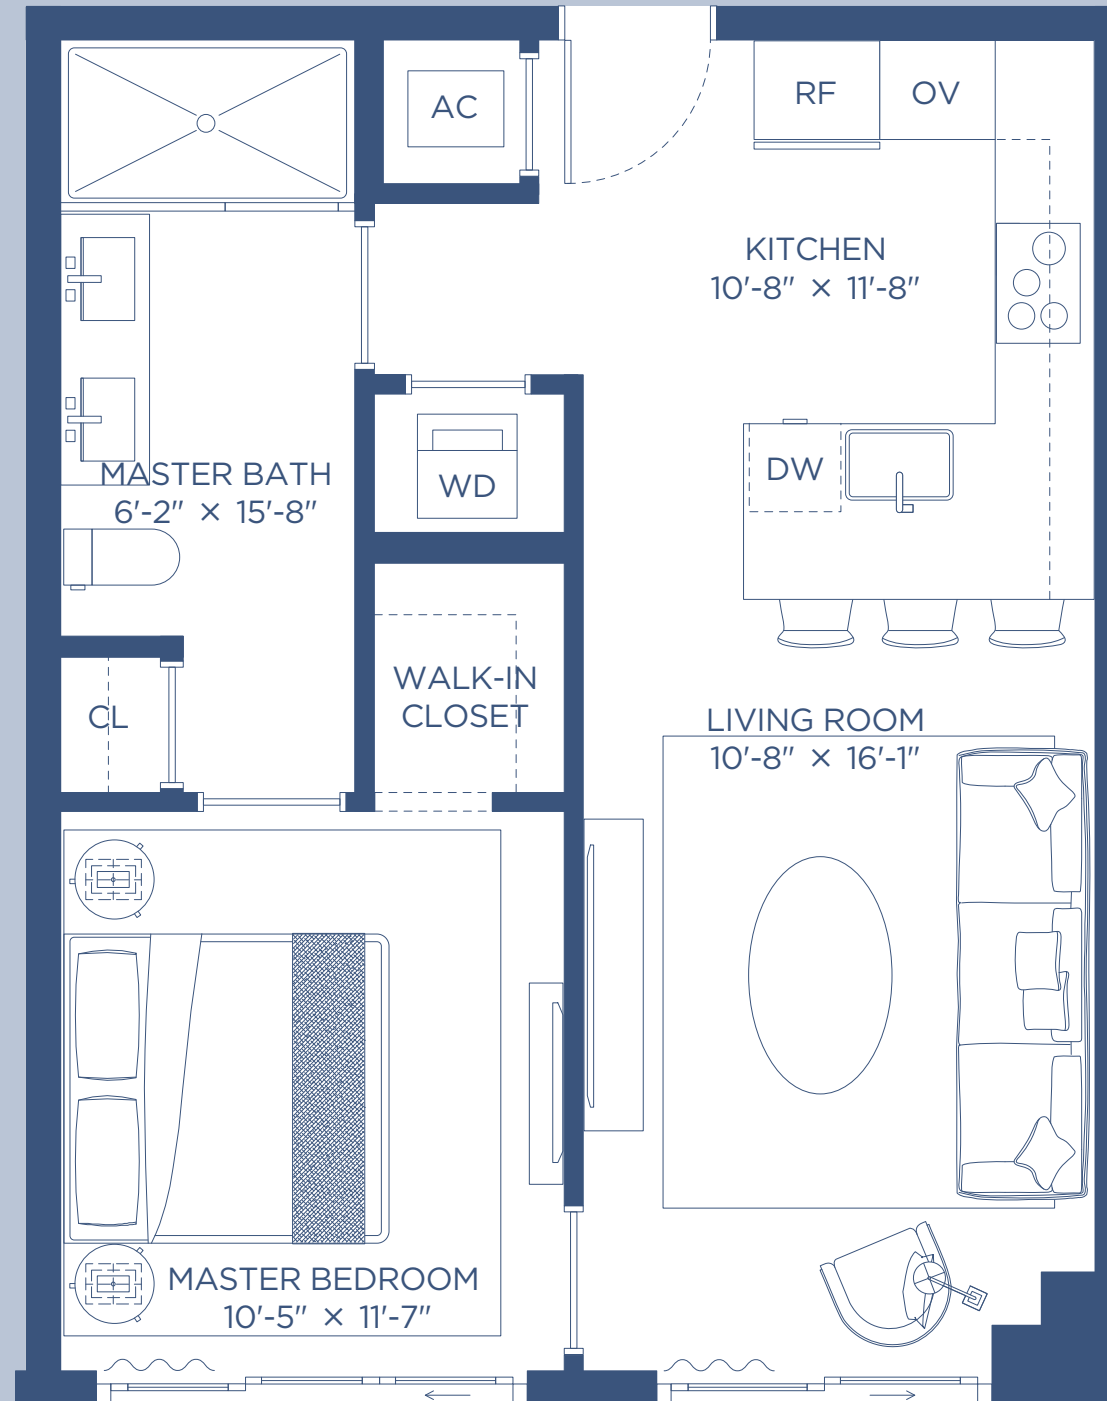 AC
RF
OV
KITCHEN
10'-8" × 11'-8"
MASTER BATH
6'-2" × 15'-8"
WD
DW
WALK-IN
CLOSET
CL
LIVING ROOM
10'-8" × 16'-1"
MASTER BEDROOM
10'-5" × 11'-7"